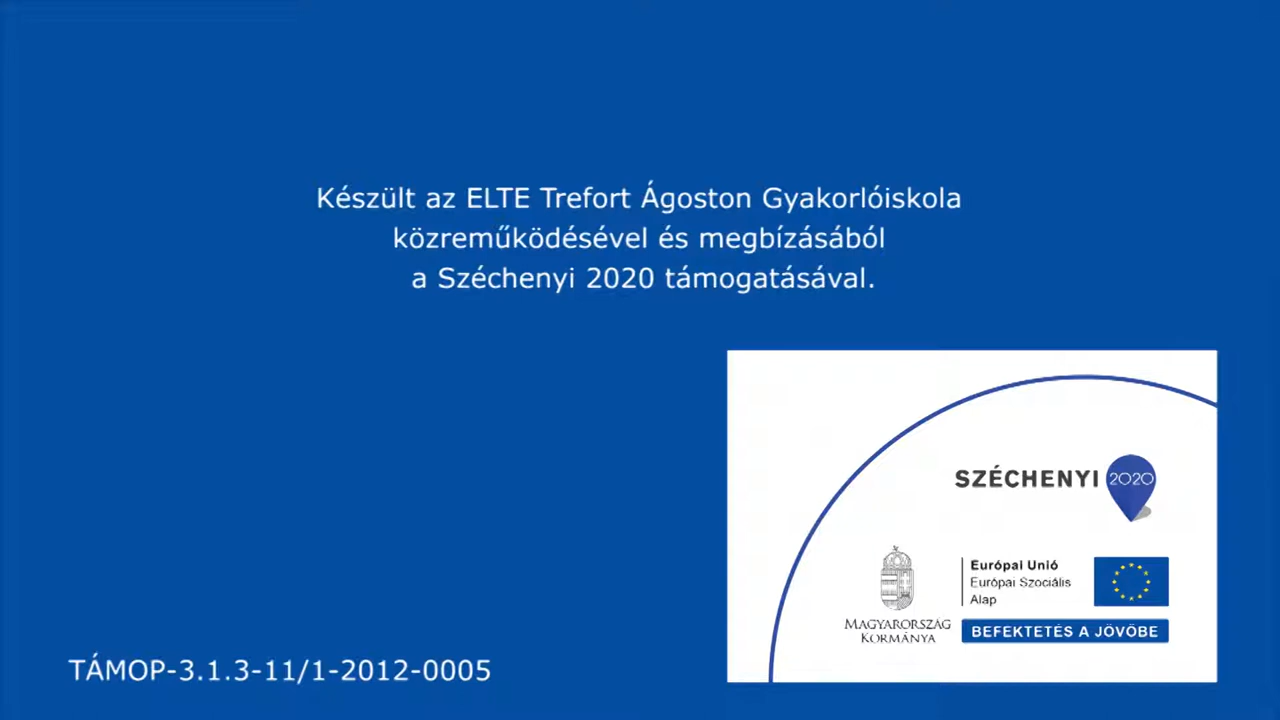 Készült az ELTE Trefort Ágoston Gyakorlóiskola
közreműködésével és megbízásából
a Széchenyi 2020 támogatásával.
SZÉCHENYI 2020
MAGYARORSZÁG
KORMÁNYA
Európai Unió
Európai Szociális
Alap
BEFEKTETÉS A JÖVŐBE
TÁMOP-3.1.3-11/1-2012-0005